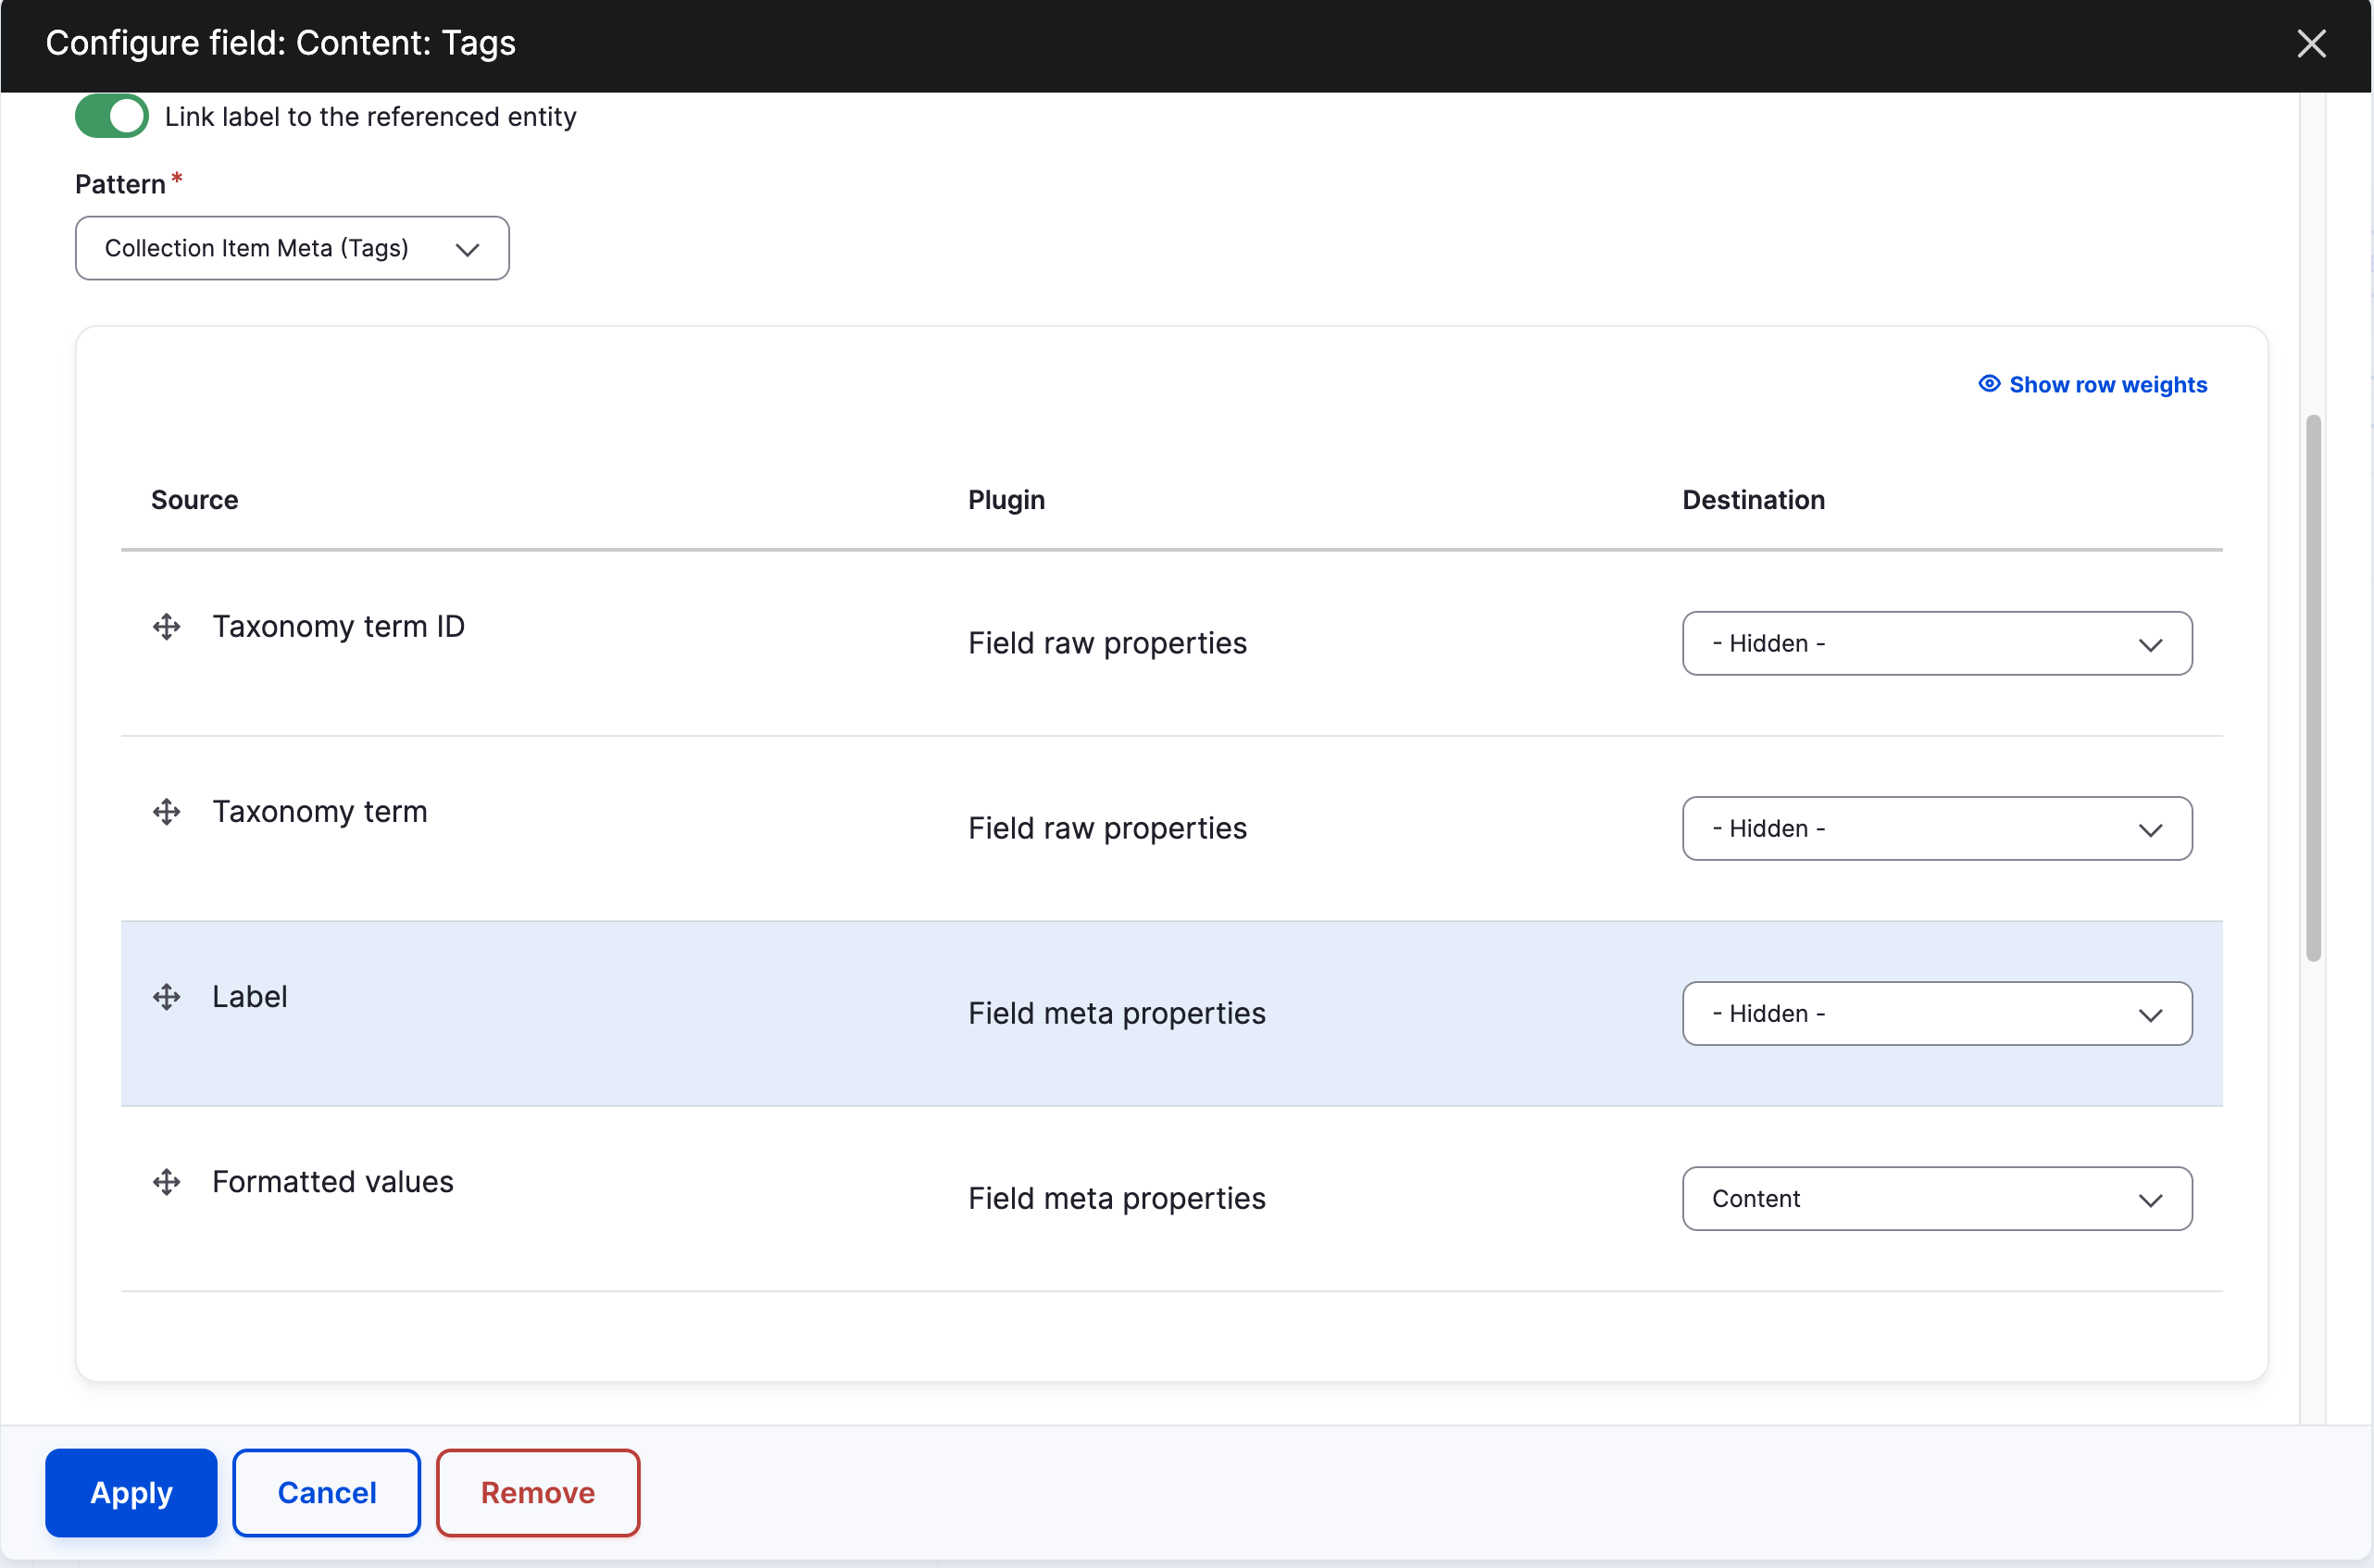 Configure field: Content: Tags
Link label to the referenced entity
Pattern*
Collection Item Meta (Tags)
Show row weights
Source Plugin Destination
Taxonomy term ID Field raw properties - Hidden -
Taxonomy term Field raw properties - Hidden -
Label Field meta properties - Hidden -
Formatted values Field meta properties Content
Apply Cancel Remove